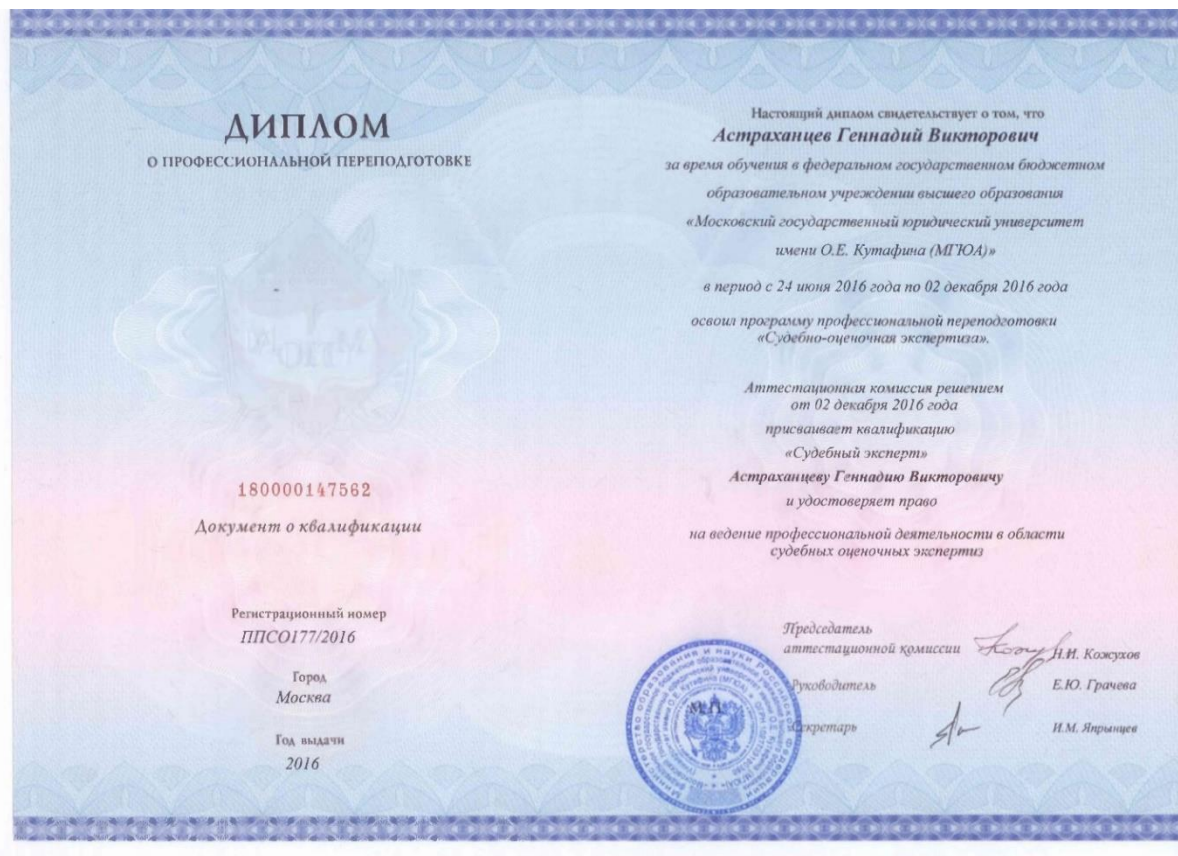 ДИПЛОМ
О ПРОФЕССИОНАЛЬНОЙ ПЕРЕПОДГОТОВКЕ
180000147562
Документ о квалификации
Регистрационный номер
ППСО177/2016
Город
Москва
Год выдачи
2016
Настоящий диплом свидетельствует о том, что
Астраханцев Геннадий Викторович
за время обучения в федеральном государственном бюджетном
образовательном учреждении высшего образования
«Московский государственный юридический университет
имени О.Е. Кутафина (МГЮА)»
в период с 24 июня 2016 года по 02 декабря 2016 года
освоил программу профессиональной переподготовки
«Судебно-оценочная экспертиза».
Аттестационная комиссия решением
от 02 декабря 2016 года
присваивает квалификацию
«Судебный эксперт»
Астраханцеву Геннадию Викторовичу
и удостоверяет право
на ведение профессиональной деятельности в области
судебных оценочных экспертиз
Председатель
аттестационной комиссии Н.И. Кожухов
Руководитель Е.Ю. Грачева
М.П.
Секретарь И.М. Япрынцев